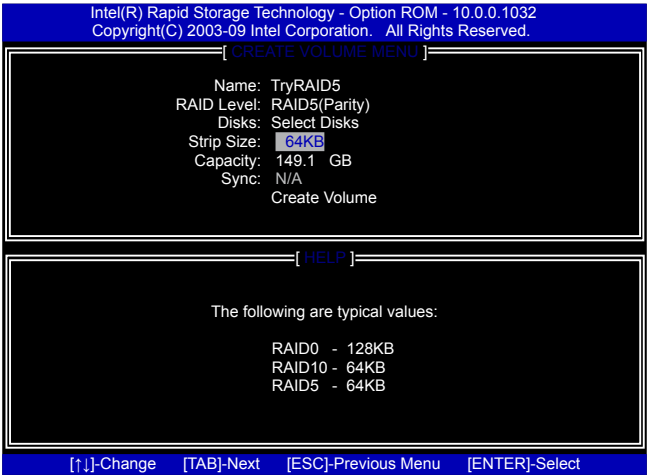 Intel(R) Rapid Storage Technology - Option ROM - 10.0.0.1032
Copyright(C) 2003-09 Intel Corporation. All Rights Reserved.
[ CREATE VOLUME MENU ]
Name: TryRAID5
RAID Level: RAID5(Parity)
Disks: Select Disks
Strip Size: 64KB
Capacity: 149.1 GB
Sync: N/A
Create Volume
[ HELP ]
The following are typical values:
RAID0 - 128KB
RAID10 - 64KB
RAID5 - 64KB
[↑↓]-Change [TAB]-Next [ESC]-Previous Menu [ENTER]-Select